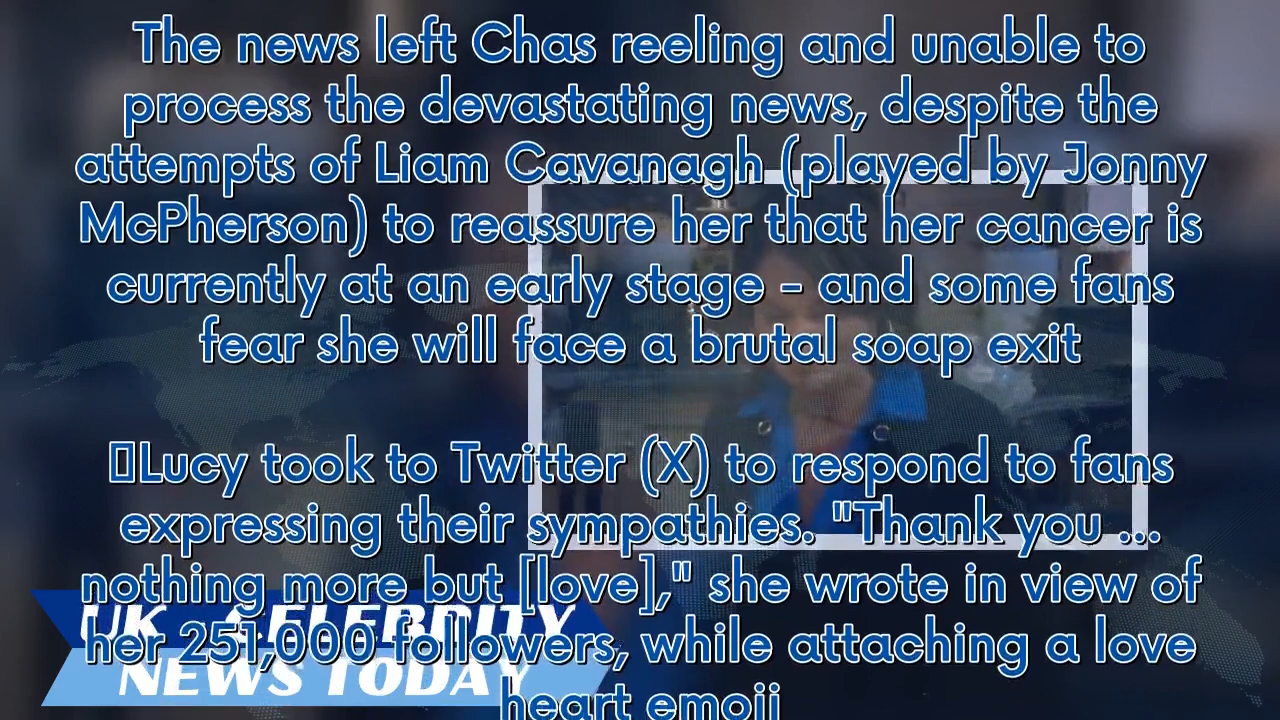 The news left Chas reeling and unable to
process the devastating news, despite the
attempts of Liam Cavanagh (played by Jonny
McPherson) to reassure her that her cancer is
currently at an early stage - and some fans
fear she will face a brutal soap exit
Lucy took to Twitter (X) to respond to fans
expressing their sympathies. "Thank you ...
nothing more but [love]," she wrote in view of
her 251,000 followers, while attaching a love
heart emoji
UK CELEBRITY
NEWS TODAY